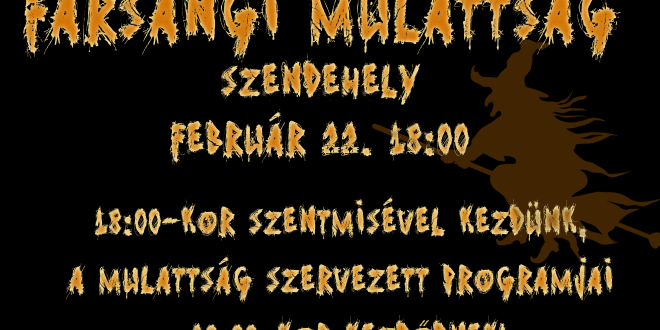 FARSANGI MULATTSÁG
SZENDEHELY
FEBRUÁR 22. 18:00
18:00-KOR SZENTMISÉVEL KEZDÜNK,
A MULATTSÁG SZERVEZETT PROGRAMJAI